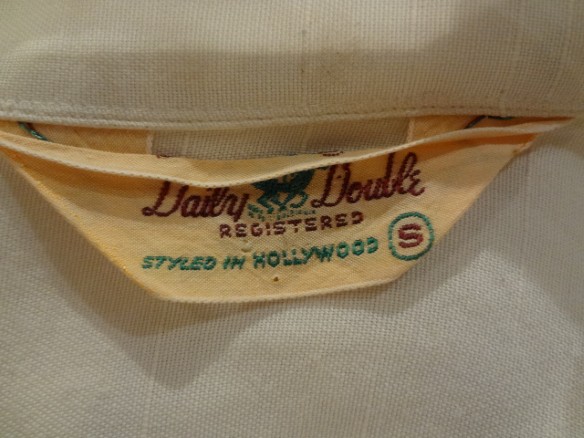 Daily Double
REGISTERED
STYLED IN HOLLYWOOD S